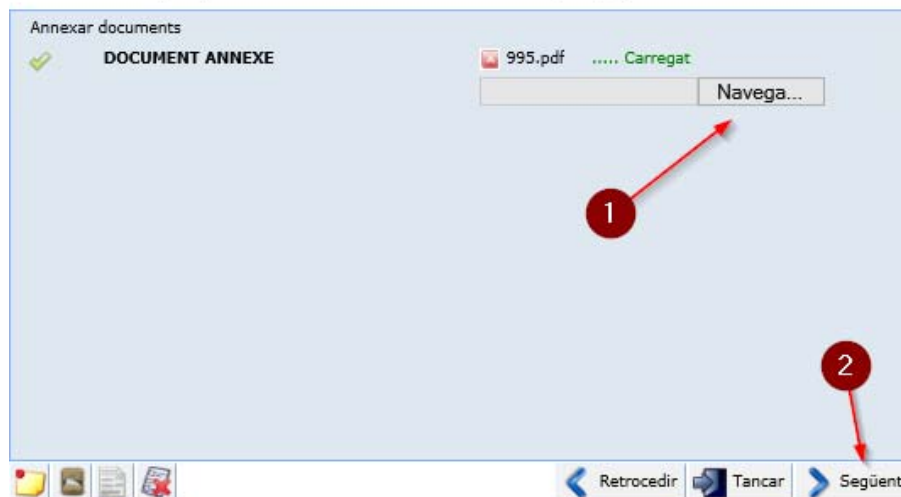 Annexar documents
DOCUMENT ANNEXE 995.pdf ..... Carregat
Navega...
1
2
Retrocedir Tancar Següent